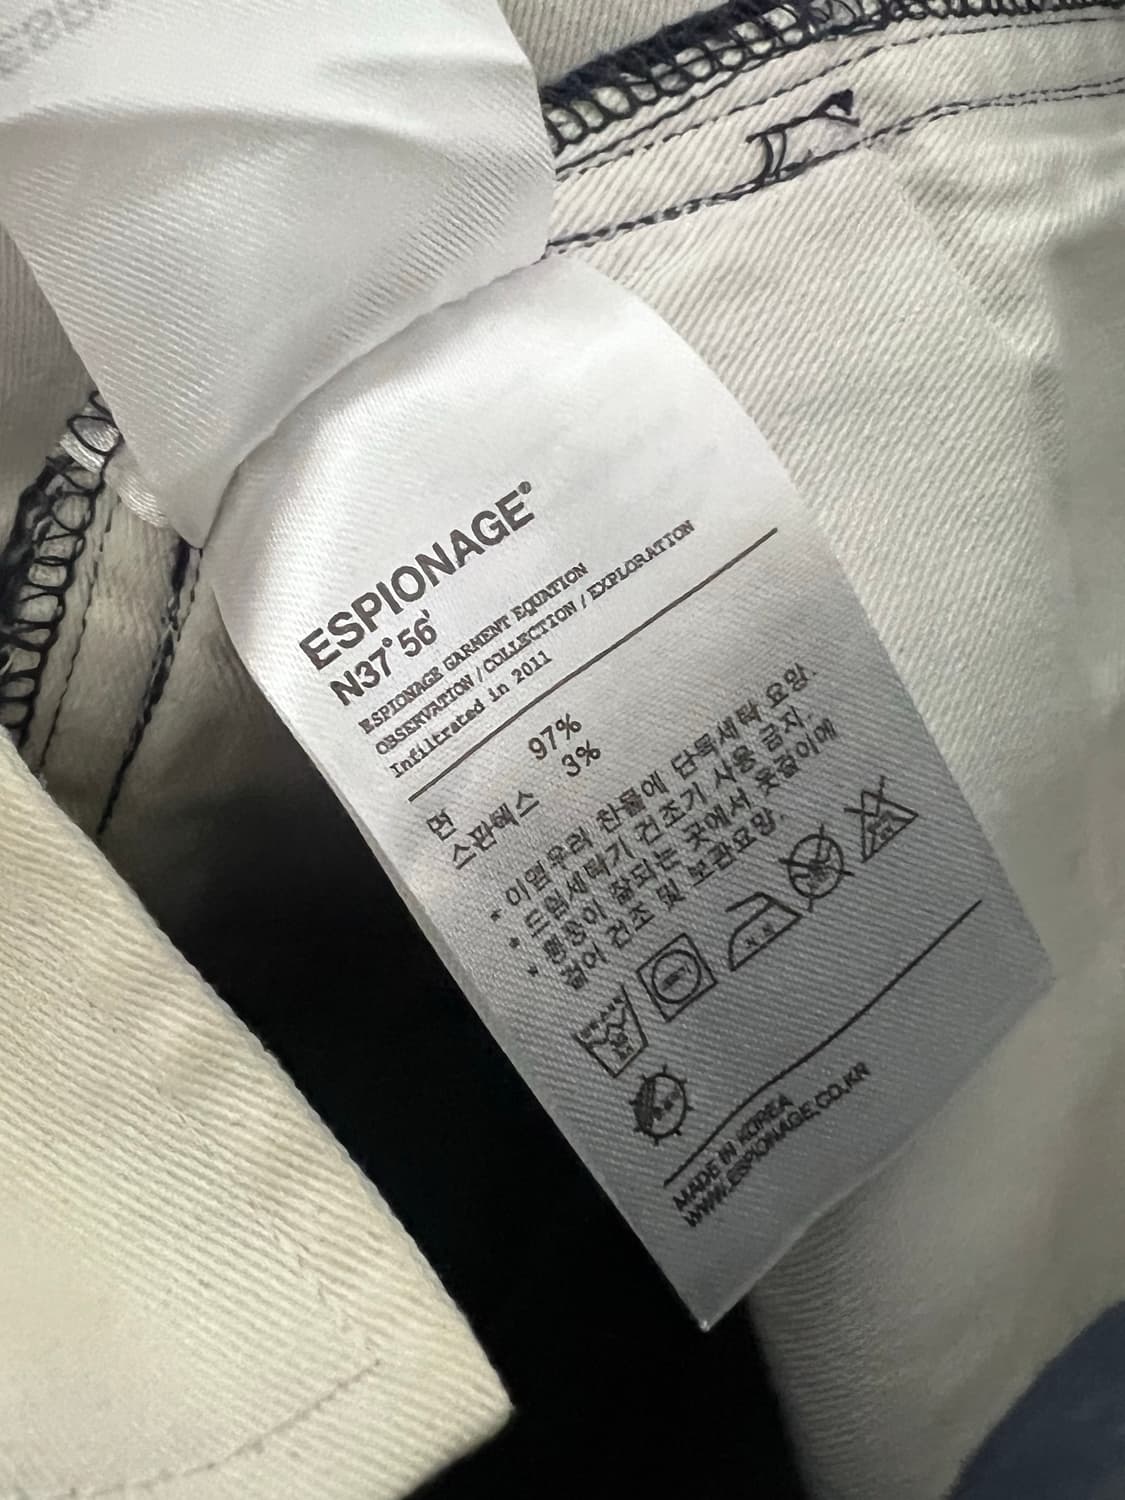 ESPIONAGE®
N37°56'
ESPIONAGE GARMENT EQUATION
OBSERVATION / COLLECTION / EXPLORATION
Infiltrated in 2011
면 97%
스판덱스 3%
* 이염우려 찬물에 단독세탁 요망.
* 드럼세탁기 건조기 사용 금지.
* 통풍이 잘되는 곳에서 옷걸이에
걸어 건조 및 보관요망.
MADE IN KOREA
WWW.ESPIONAGE.CO.KR